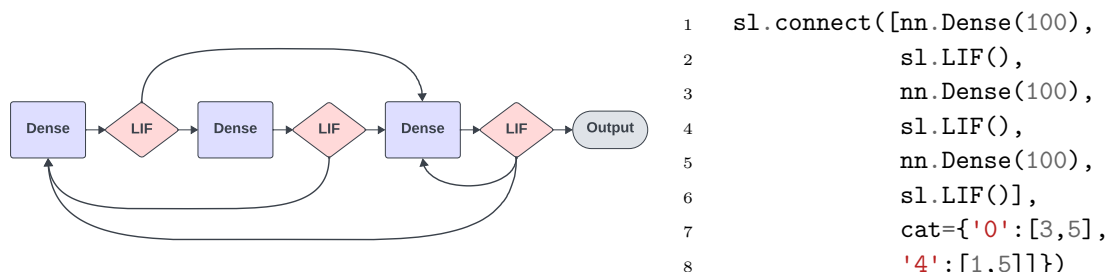 Dense LIF Dense LIF Dense LIF Output
1 sl.connect([nn.Dense(100),
2 sl.LIF(),
3 nn.Dense(100),
4 sl.LIF(),
5 nn.Dense(100),
6 sl.LIF()],
7 cat={'0':[3,5],
8 '4':[1,5]]})